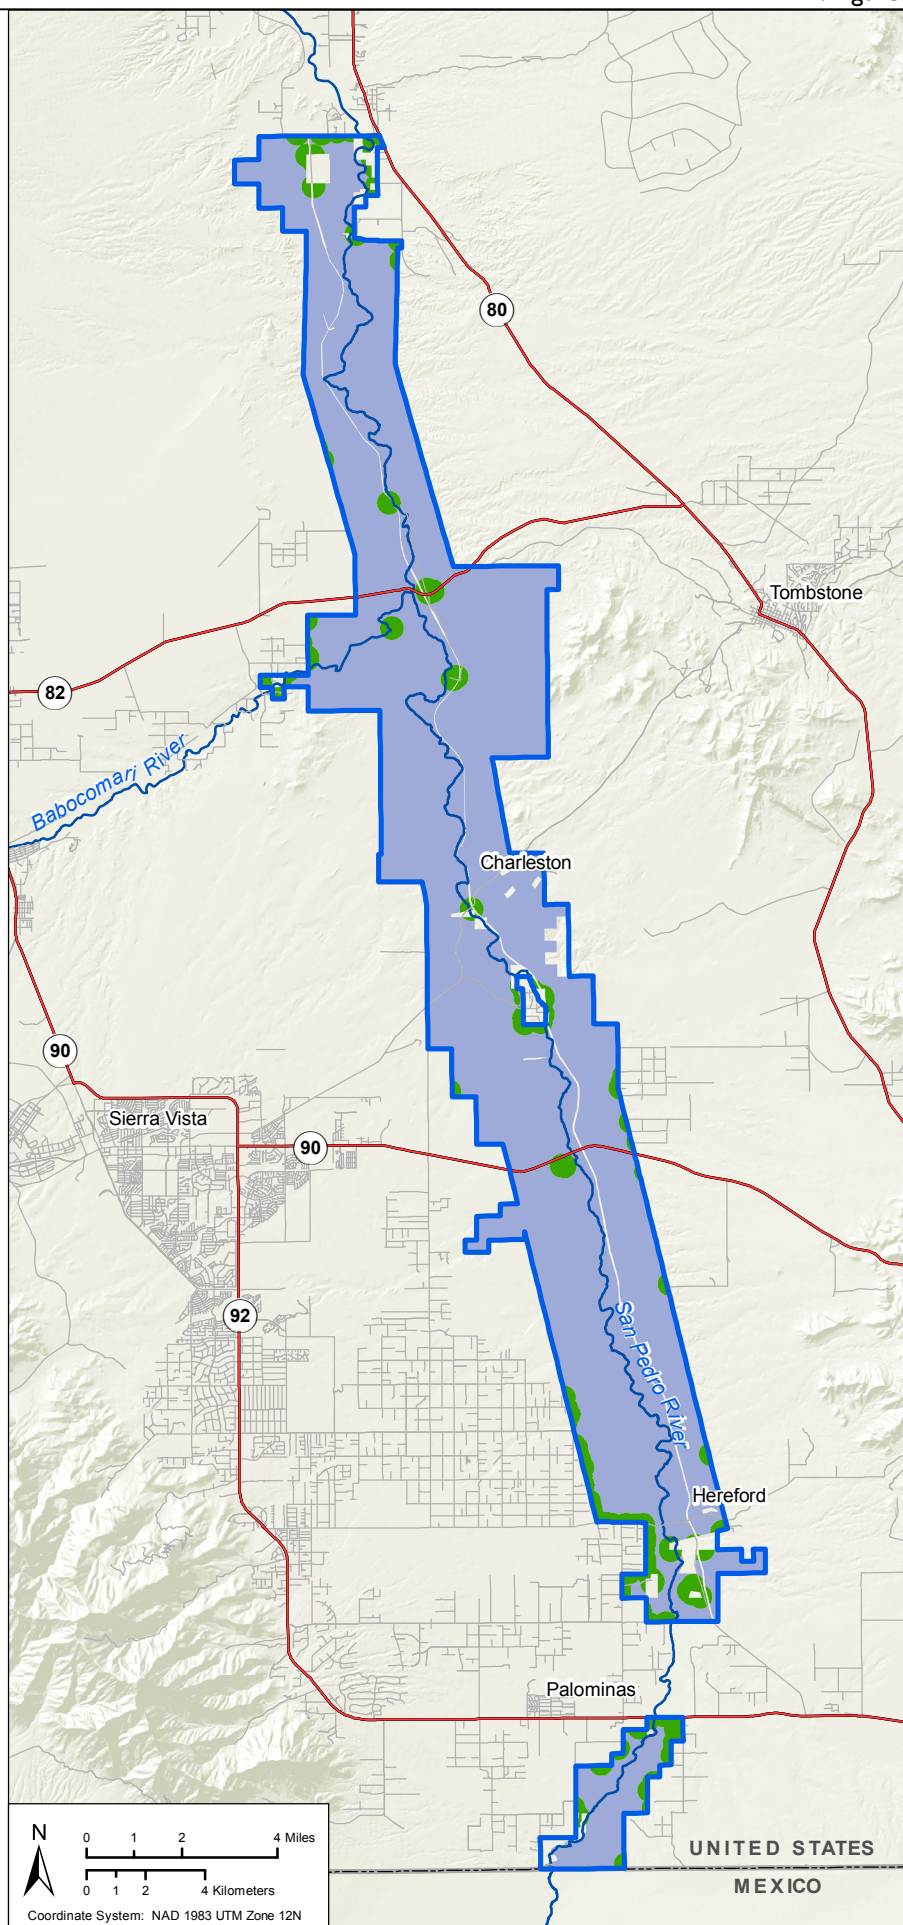 80
Tombstone
82
Babocomari River
Charleston
90
Sierra Vista
90
92
San Pedro River
Hereford
Palominas
N
0 1 2 4 Miles
0 1 2 4 Kilometers
Coordinate System: NAD 1983 UTM Zone 12N
UNITED STATES
MEXICO